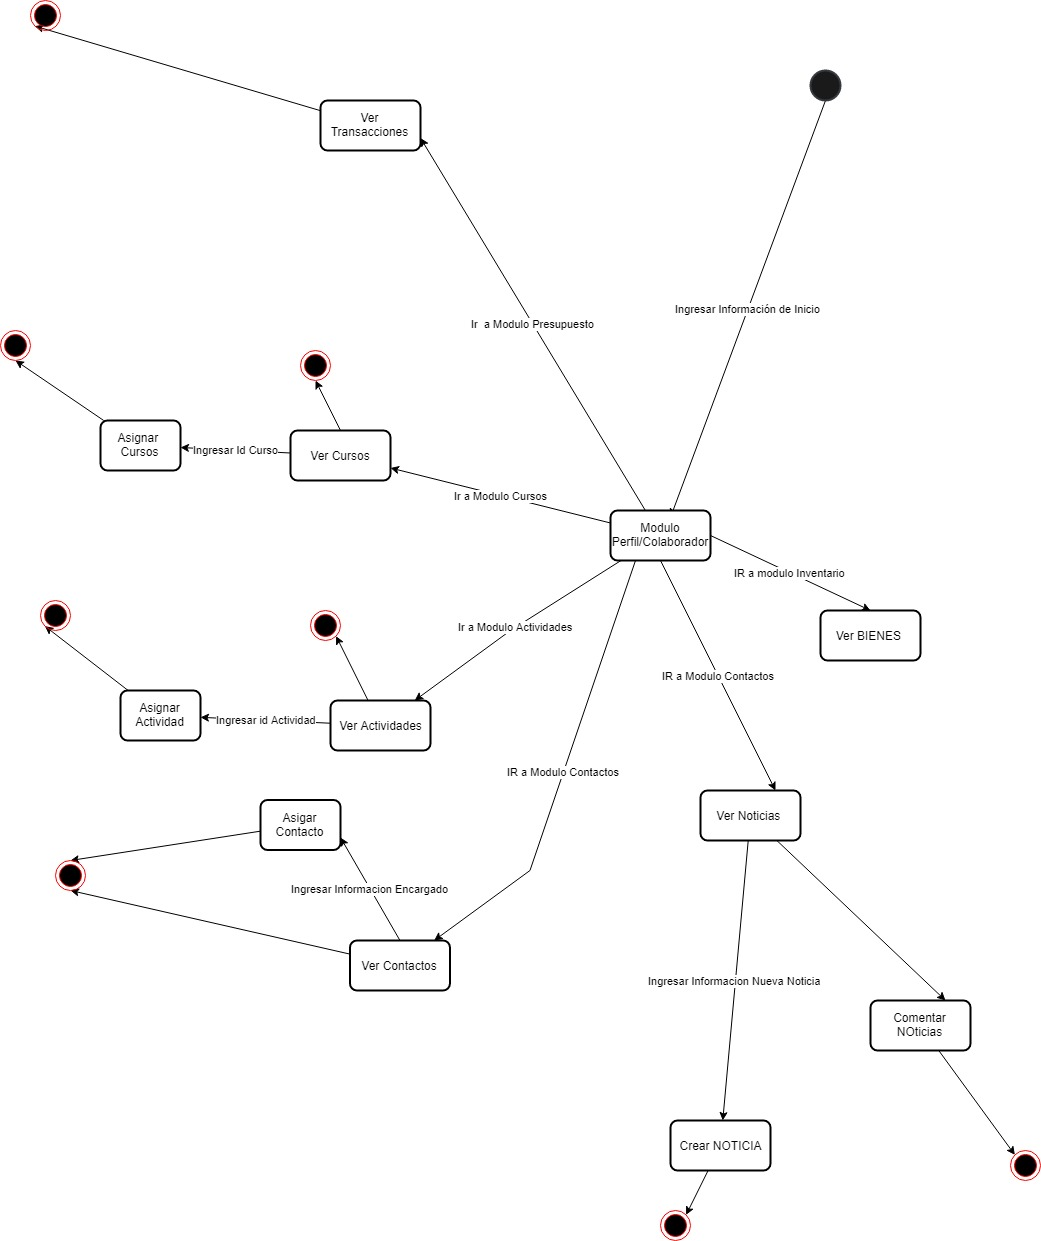 Ver
Transacciones
Ingresar Información de Inicio
Ir  a Modulo Presupuesto
Asignar
Cursos
Ingresar Id Curso
Ver Cursos
Ir a Modulo Cursos
Modulo
Perfil/Colaborador
IR a modulo Inventario
Ver BIENES
Ir a Modulo Actividades
IR a Modulo Contactos
Asignar
Actividad
Ingresar id Actividad
Ver Actividades
IR a Modulo Contactos
Asigar
Contacto
Ver Noticias
Ingresar Informacion Encargado
Ver Contactos
Ingresar Informacion Nueva Noticia
Comentar
NOticias
Crear NOTICIA